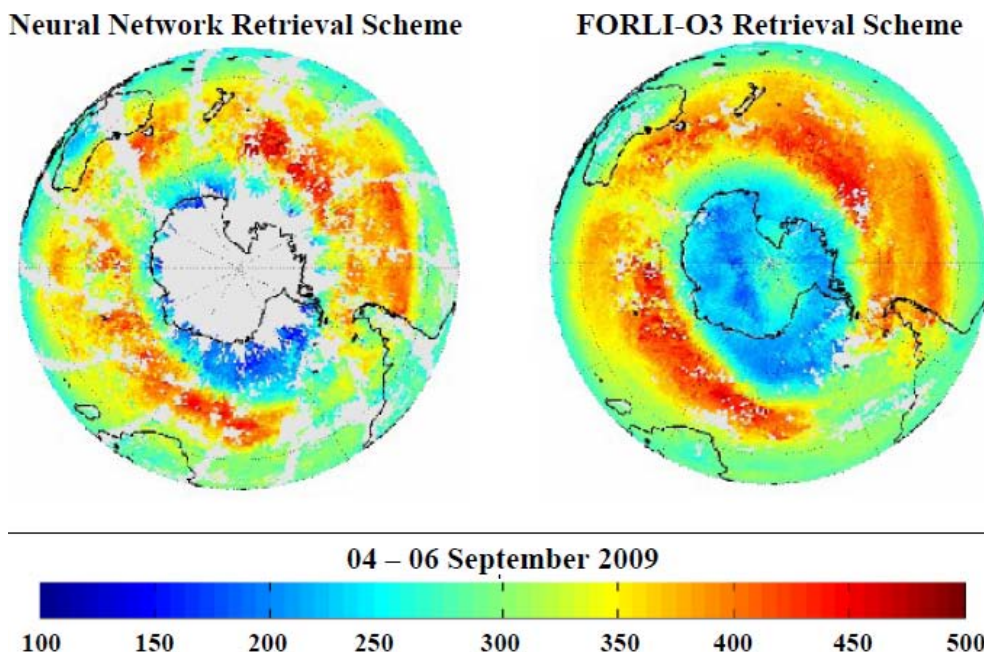 Neural Network Retrieval Scheme
FORLI-O3 Retrieval Scheme
04 – 06 September 2009
100 150 200 250 300 350 400 450 500